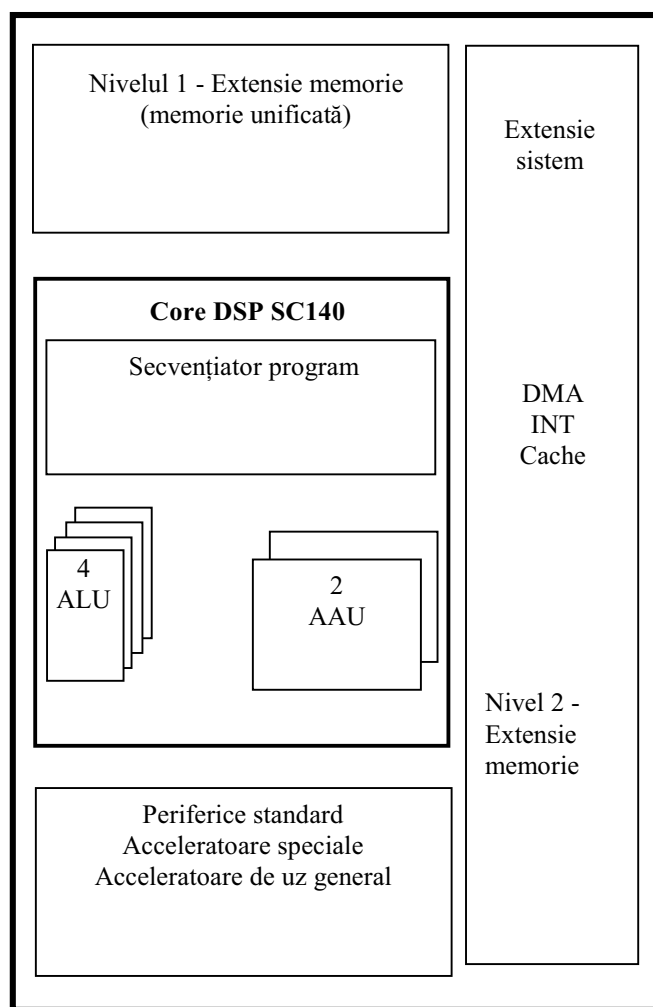 Nivelul 1 - Extensie memorie
(memorie unificată)
Extensie
sistem
Core DSP SC140
Secvențiator program
DMA
INT
Cache
4
ALU
2
AAU
Nivel 2 -
Extensie
memorie
Periferice standard
Acceleratoare speciale
Acceleratoare de uz general